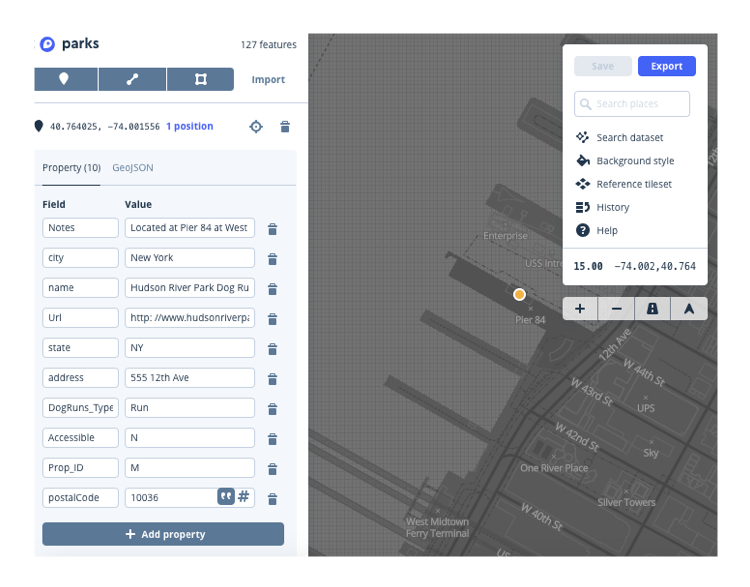 parks
127 features
Import
40.764025, -74.001556 1 position
Property (10) GeoJSON
Field Value
Notes Located at Pier 84 at West
city New York
name Hudson River Park Dog Ru
Url http: //www.hudsonriverpa
state NY
address 555 12th Ave
DogRuns_Type Run
Accessible N
Prop_ID M
postalCode 10036
+ Add property
Save Export
Search places
Search dataset
Background style
Reference tileset
History
Help
15.00 -74.002,40.764
Enterprise
USS Intre
Pier 84
12th Ave
12th
W 44th St
W 43rd St
UPS
W 42nd St
Sky
One River Place
Silver Towers
W 40th St
West Midtown
Ferry Terminal
US